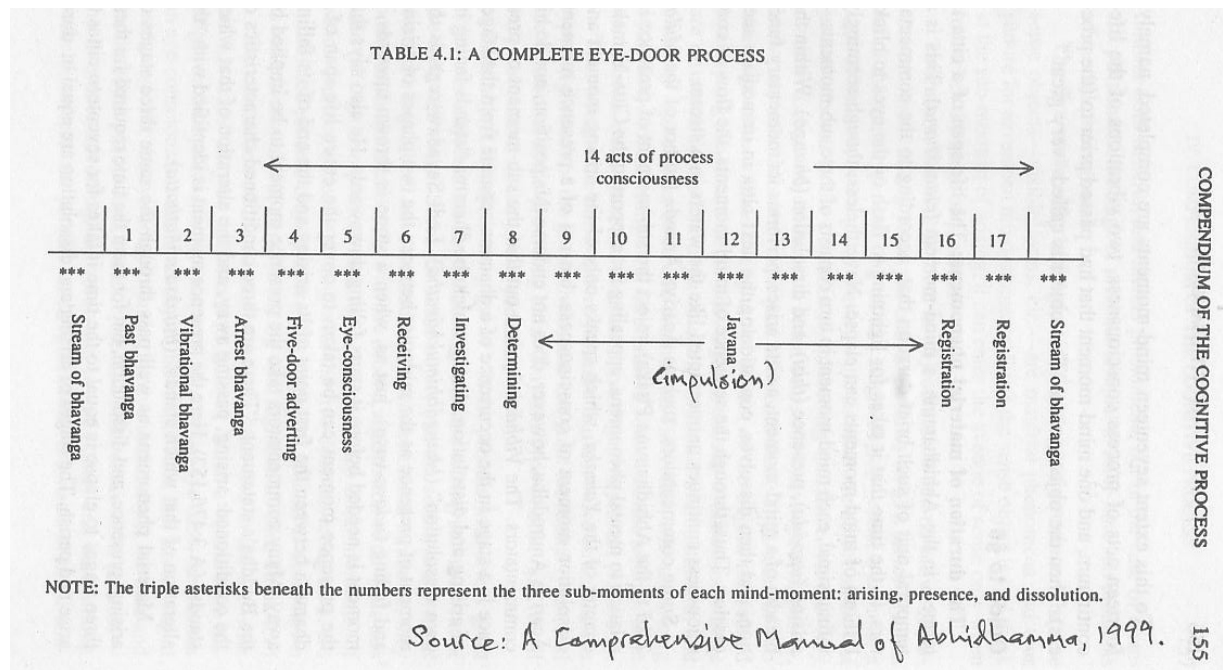 TABLE 4.1: A COMPLETE EYE-DOOR PROCESS
14 acts of process
consciousness
1 2 3 4 5 6 7 8 9 10 11 12 13 14 15 16 17
*** *** *** *** *** *** *** *** *** *** *** *** *** *** *** *** *** *** ***
Stream of bhavanga
Past bhavanga
Vibrational bhavanga
Arrest bhavanga
Five-door adverting
Eye-consciousness
Receiving
Investigating
Determining
Javana
(impulsion)
Registration
Registration
Stream of bhavanga
NOTE: The triple asterisks beneath the numbers represent the three sub-moments of each mind-moment: arising, presence, and dissolution.
Source: A Comprehensive Manual of Abhidhamma, 1999.
COMPENDIUM OF THE COGNITIVE PROCESS
155